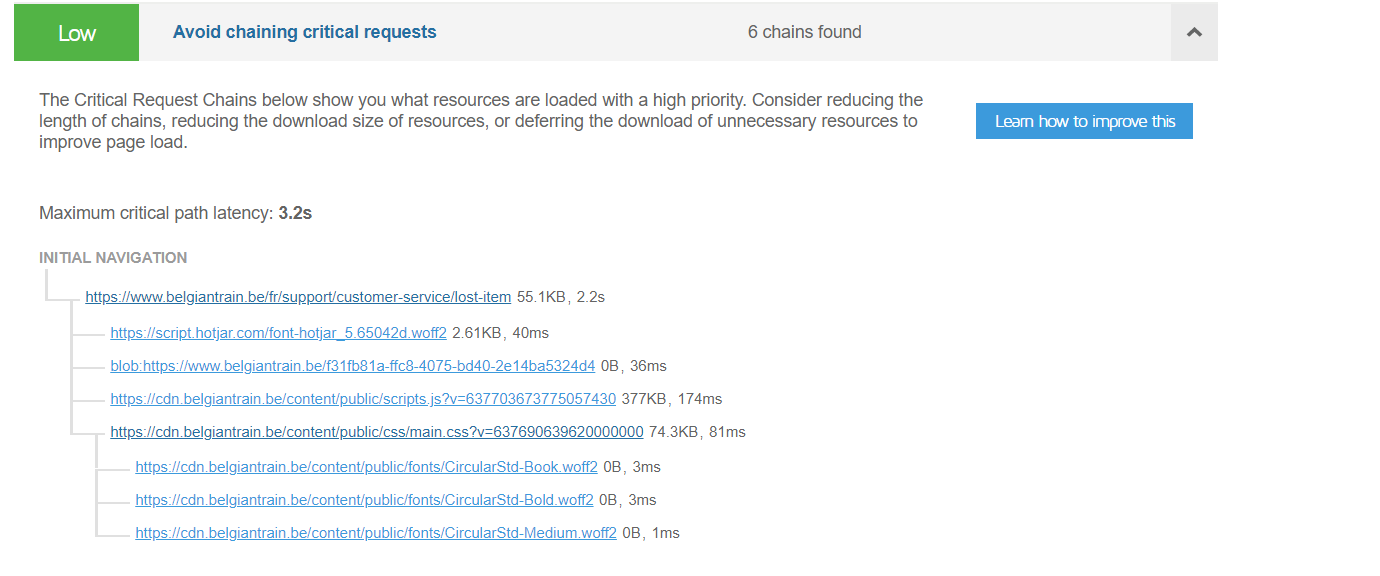 Low Avoid chaining critical requests 6 chains found
The Critical Request Chains below show you what resources are loaded with a high priority. Consider reducing the
length of chains, reducing the download size of resources, or deferring the download of unnecessary resources to
improve page load.
Learn how to improve this
Maximum critical path latency: 3.2s
INITIAL NAVIGATION
https://www.belgiantrain.be/fr/support/customer-service/lost-item 55.1KB, 2.2s
https://script.hotjar.com/font-hotjar_5.65042d.woff2 2.61KB, 40ms
blob:https://www.belgiantrain.be/f31fb81a-ffc8-4075-bd40-2e14ba5324d4 0B, 36ms
https://cdn.belgiantrain.be/content/public/scripts.js?v=637703673775057430 377KB, 174ms
https://cdn.belgiantrain.be/content/public/css/main.css?v=637690639620000000 74.3KB, 81ms
https://cdn.belgiantrain.be/content/public/fonts/CircularStd-Book.woff2 0B, 3ms
https://cdn.belgiantrain.be/content/public/fonts/CircularStd-Bold.woff2 0B, 3ms
https://cdn.belgiantrain.be/content/public/fonts/CircularStd-Medium.woff2 0B, 1ms